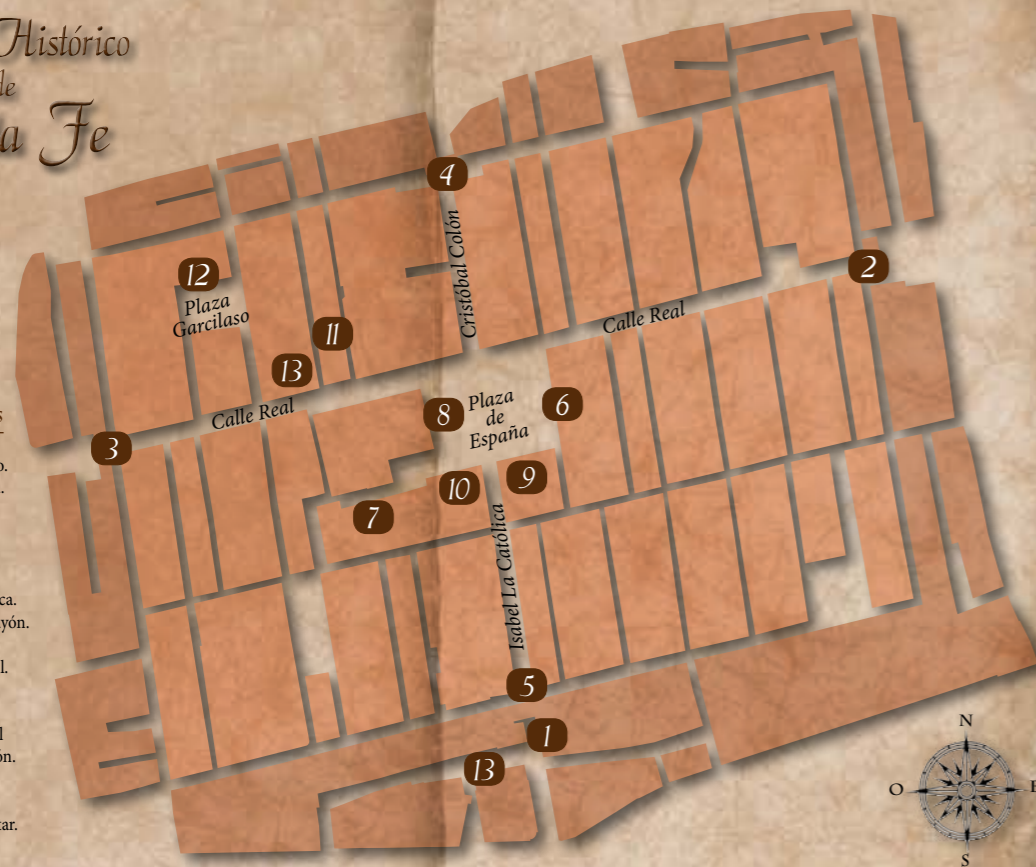 Histórico
de
Fe
4
Cristóbal Colón
2
12
Plaza
Garcilaso
11
13
Calle Real
Calle Real
3
8
Plaza
de
España
6
10
9
7
Isabel La Católica
5
1
13
N
O
E
S